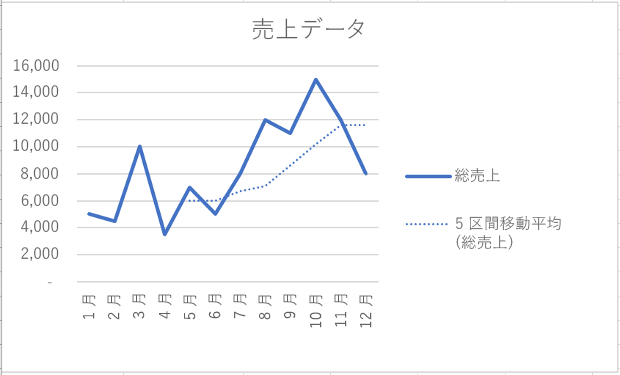 売上データ
16,000
14,000
12,000
10,000
8,000
6,000
4,000
2,000
-
1月
2月
3月
4月
5月
6月
7月
8月
9月
10月
11月
12月
総売上
5 区間移動平均
(総売上)